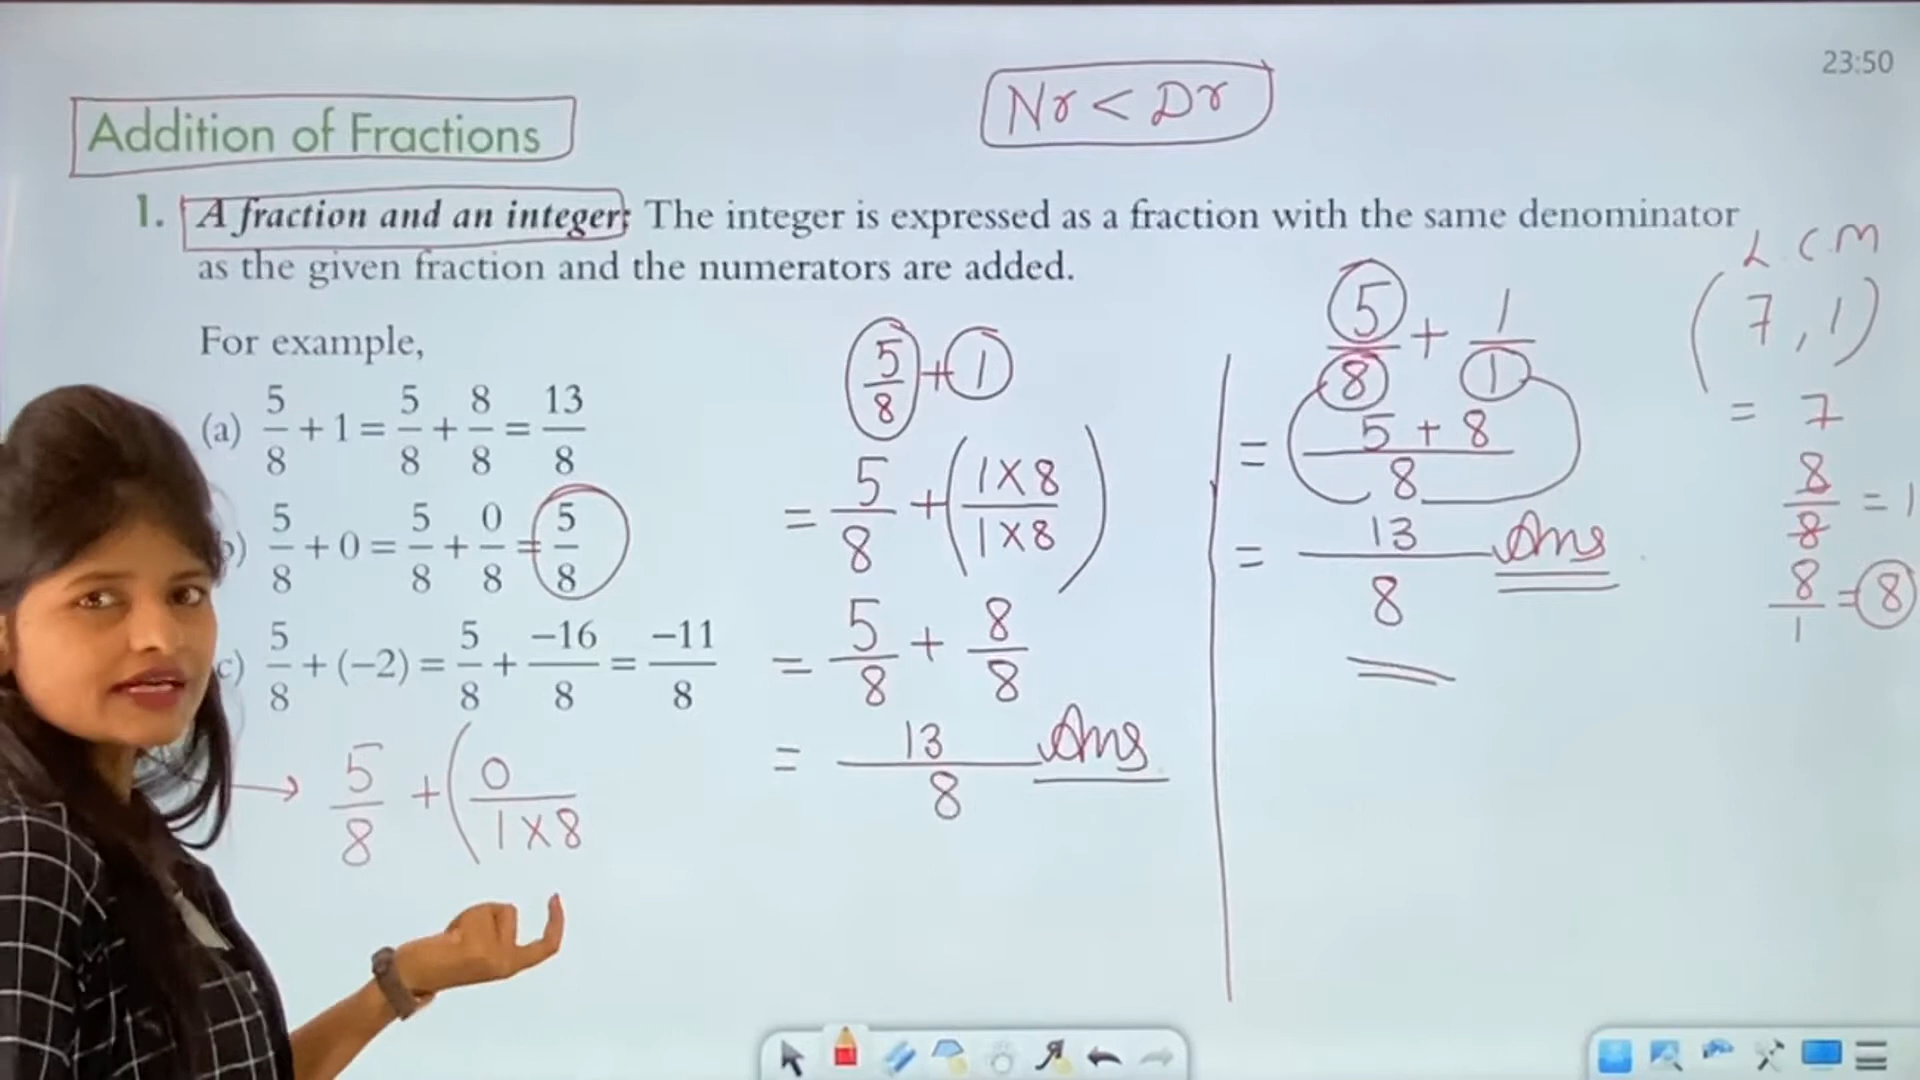 23:50
Nr < Dr
Addition of Fractions
1. A fraction and an integer: The integer is expressed as a fraction with the same denominator
as the given fraction and the numerators are added.
For example,
(a) 5/8 + 1 = 5/8 + 8/8 = 13/8
b) 5/8 + 0 = 5/8 + 0/8 = 5/8
c) 5/8 + (−2) = 5/8 + −16/8 = −11/8
→ 5/8 + (0/1×8
5/8 + 1
= 5/8 + (1×8/1×8)
= 5/8 + 8/8
= 13/8 Ans
5/8 + 1/1
= 5 + 8/8
= 13/8 Ans
LCM
(7, 1)
= 7
8/8 = 1
8/1 = 8